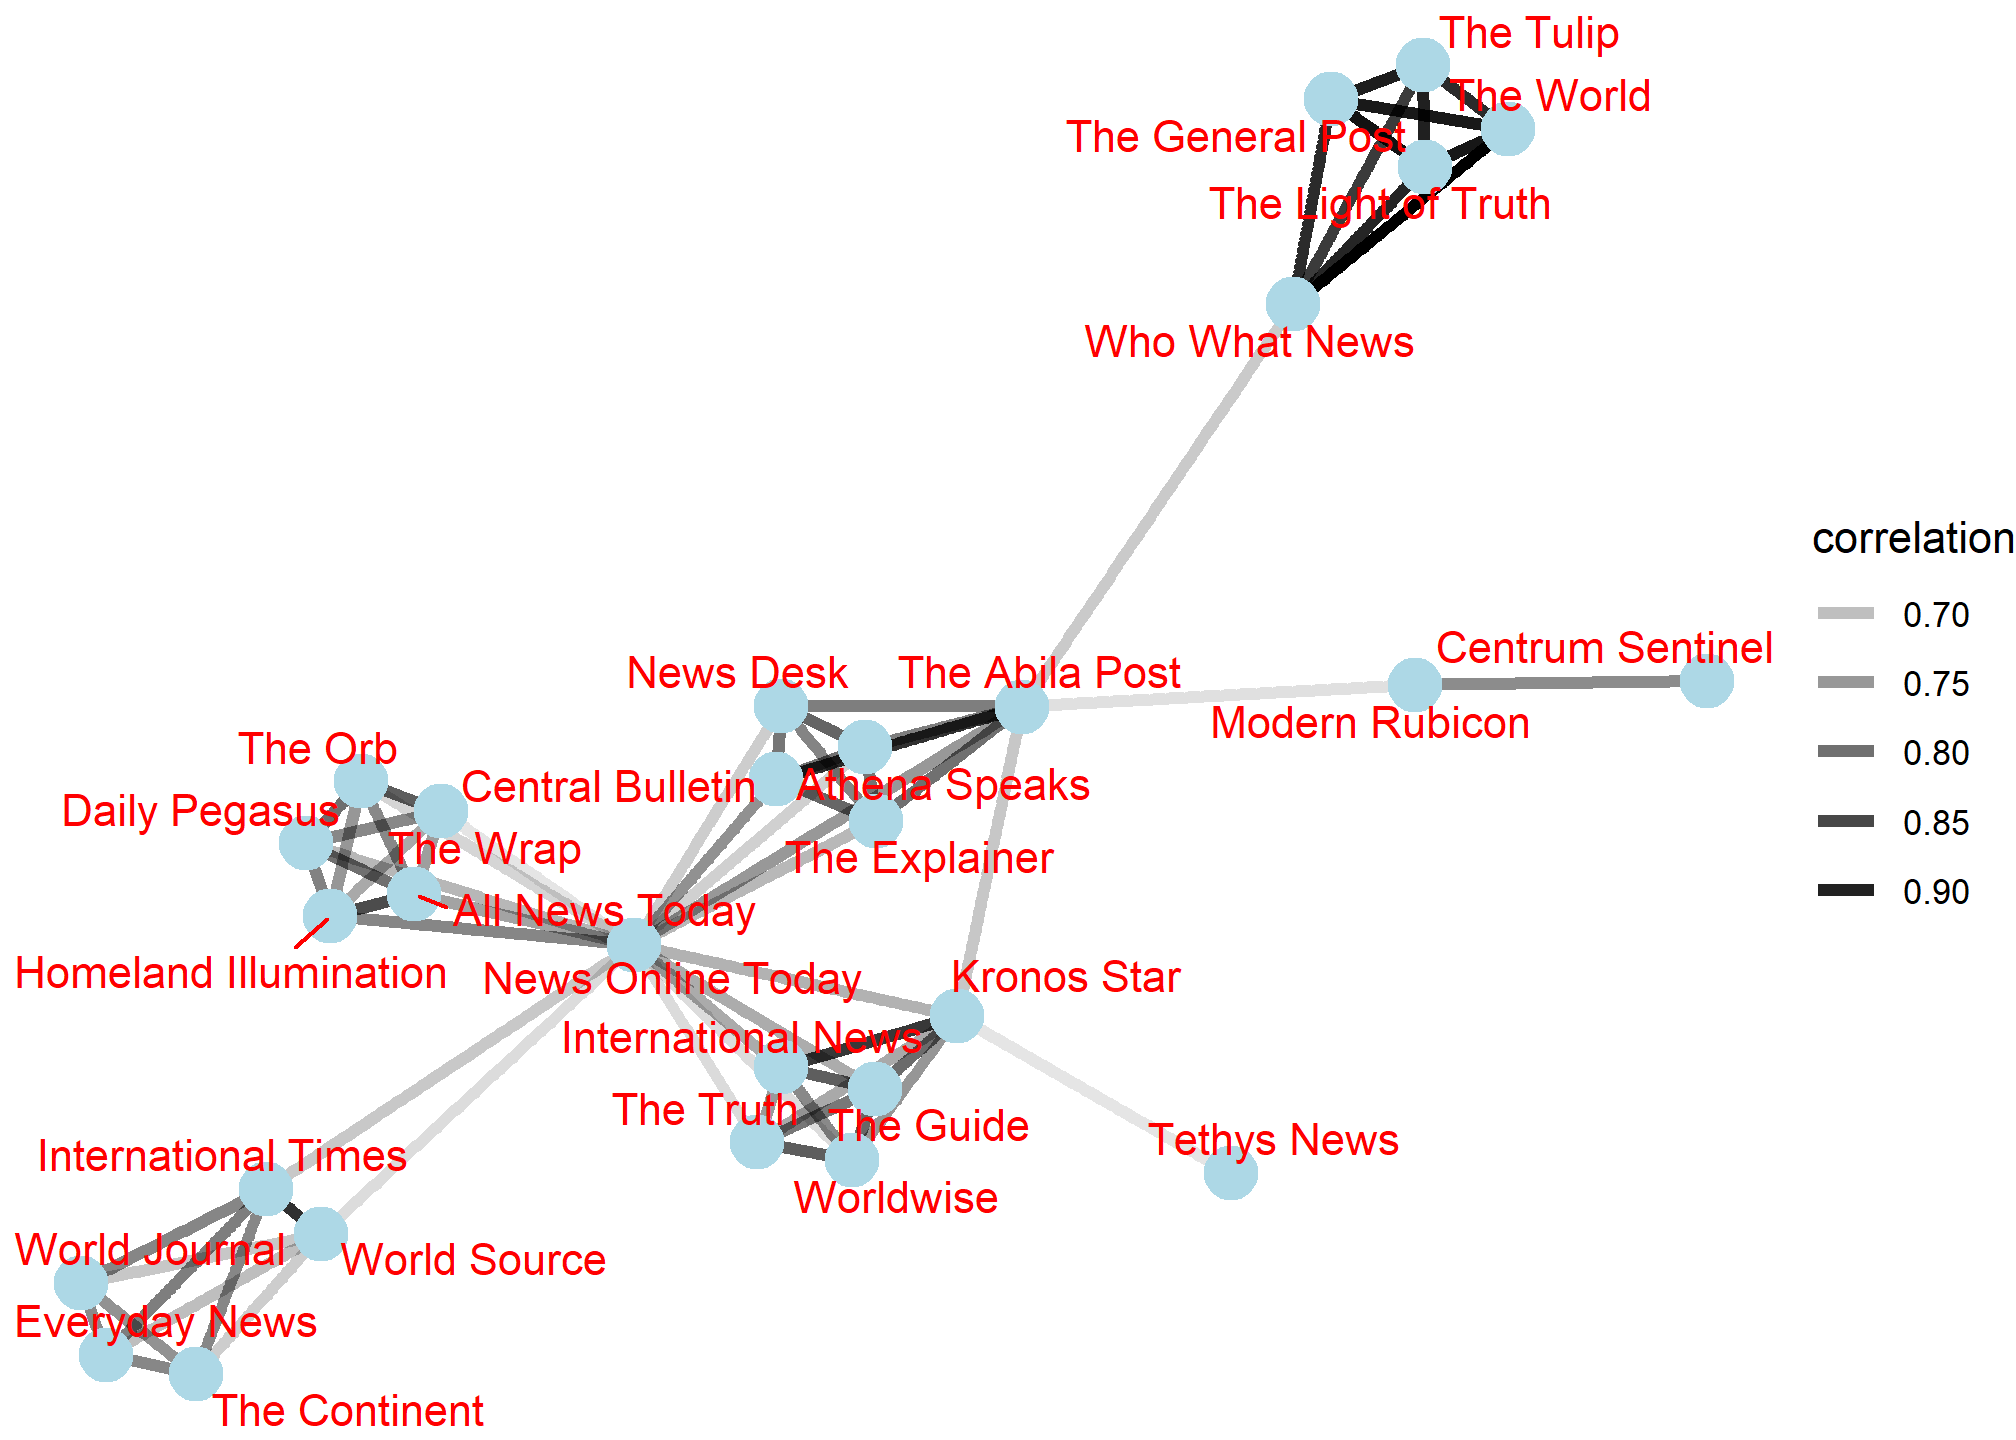 The Tulip
The World
The General Post
The Light of Truth
Who What News
correlation
0.70
0.75
0.80
0.85
0.90
Centrum Sentinel
News Desk
The Abila Post
Modern Rubicon
The Orb
Central Bulletin
Athena Speaks
Daily Pegasus
The Wrap
The Explainer
All News Today
Homeland Illumination
News Online Today
Kronos Star
International News
The Truth
The Guide
Tethys News
International Times
Worldwise
World Journal
World Source
Everyday News
The Continent